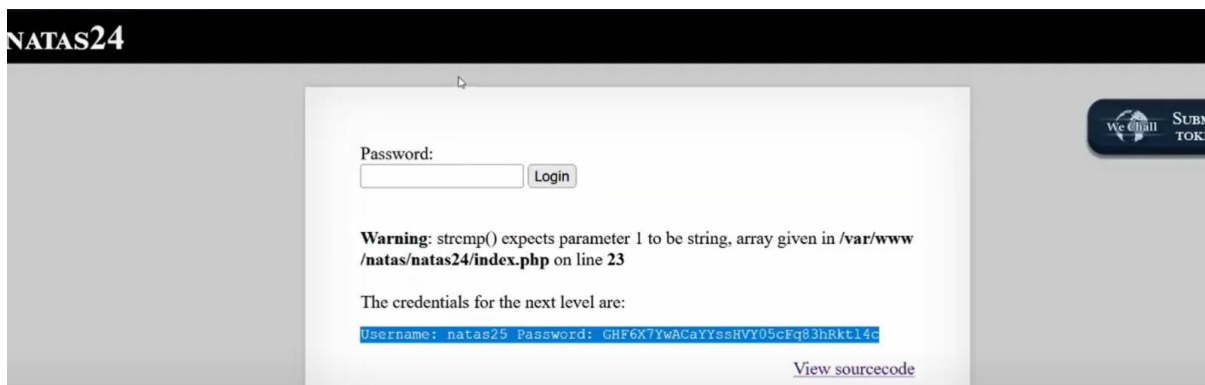 NATAS24
We Chall
SUBM
TOK
Password:
Login
Warning: strcmp() expects parameter 1 to be string, array given in /var/www
/natas/natas24/index.php on line 23
The credentials for the next level are:
Username: natas25 Password: GHF6X7YwACaYYssHVY05cFq83hRktl4c
View sourcecode